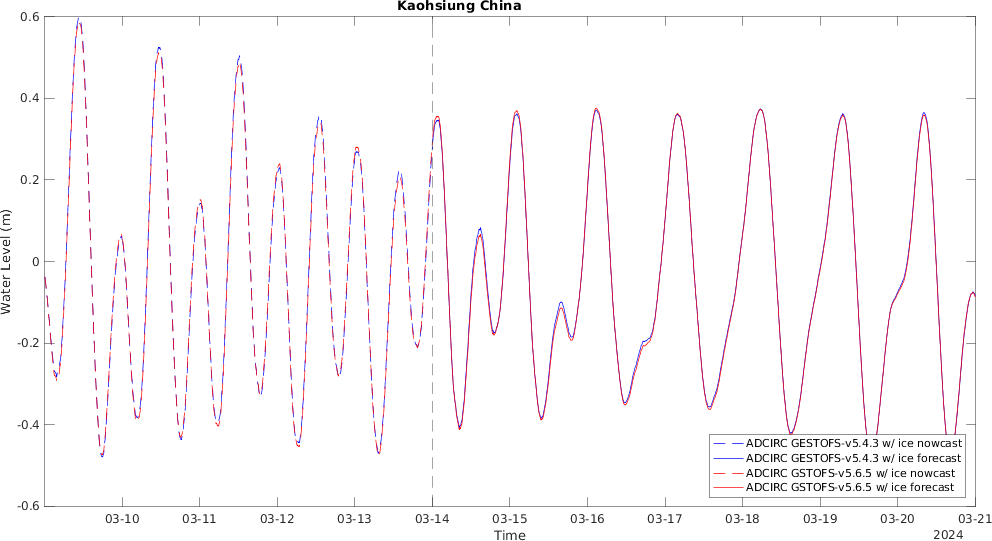 Kaohsiung China
0.6
0.4
0.2
0
-0.2
-0.4
-0.6
Water Level (m)
03-10 03-11 03-12 03-13 03-14 03-15 03-16 03-17 03-18 03-19 03-20 03-21
Time
2024
ADCIRC GESTOFS-v5.4.3 w/ ice nowcast
ADCIRC GESTOFS-v5.4.3 w/ ice forecast
ADCIRC GSTOFS-v5.6.5 w/ ice nowcast
ADCIRC GSTOFS-v5.6.5 w/ ice forecast